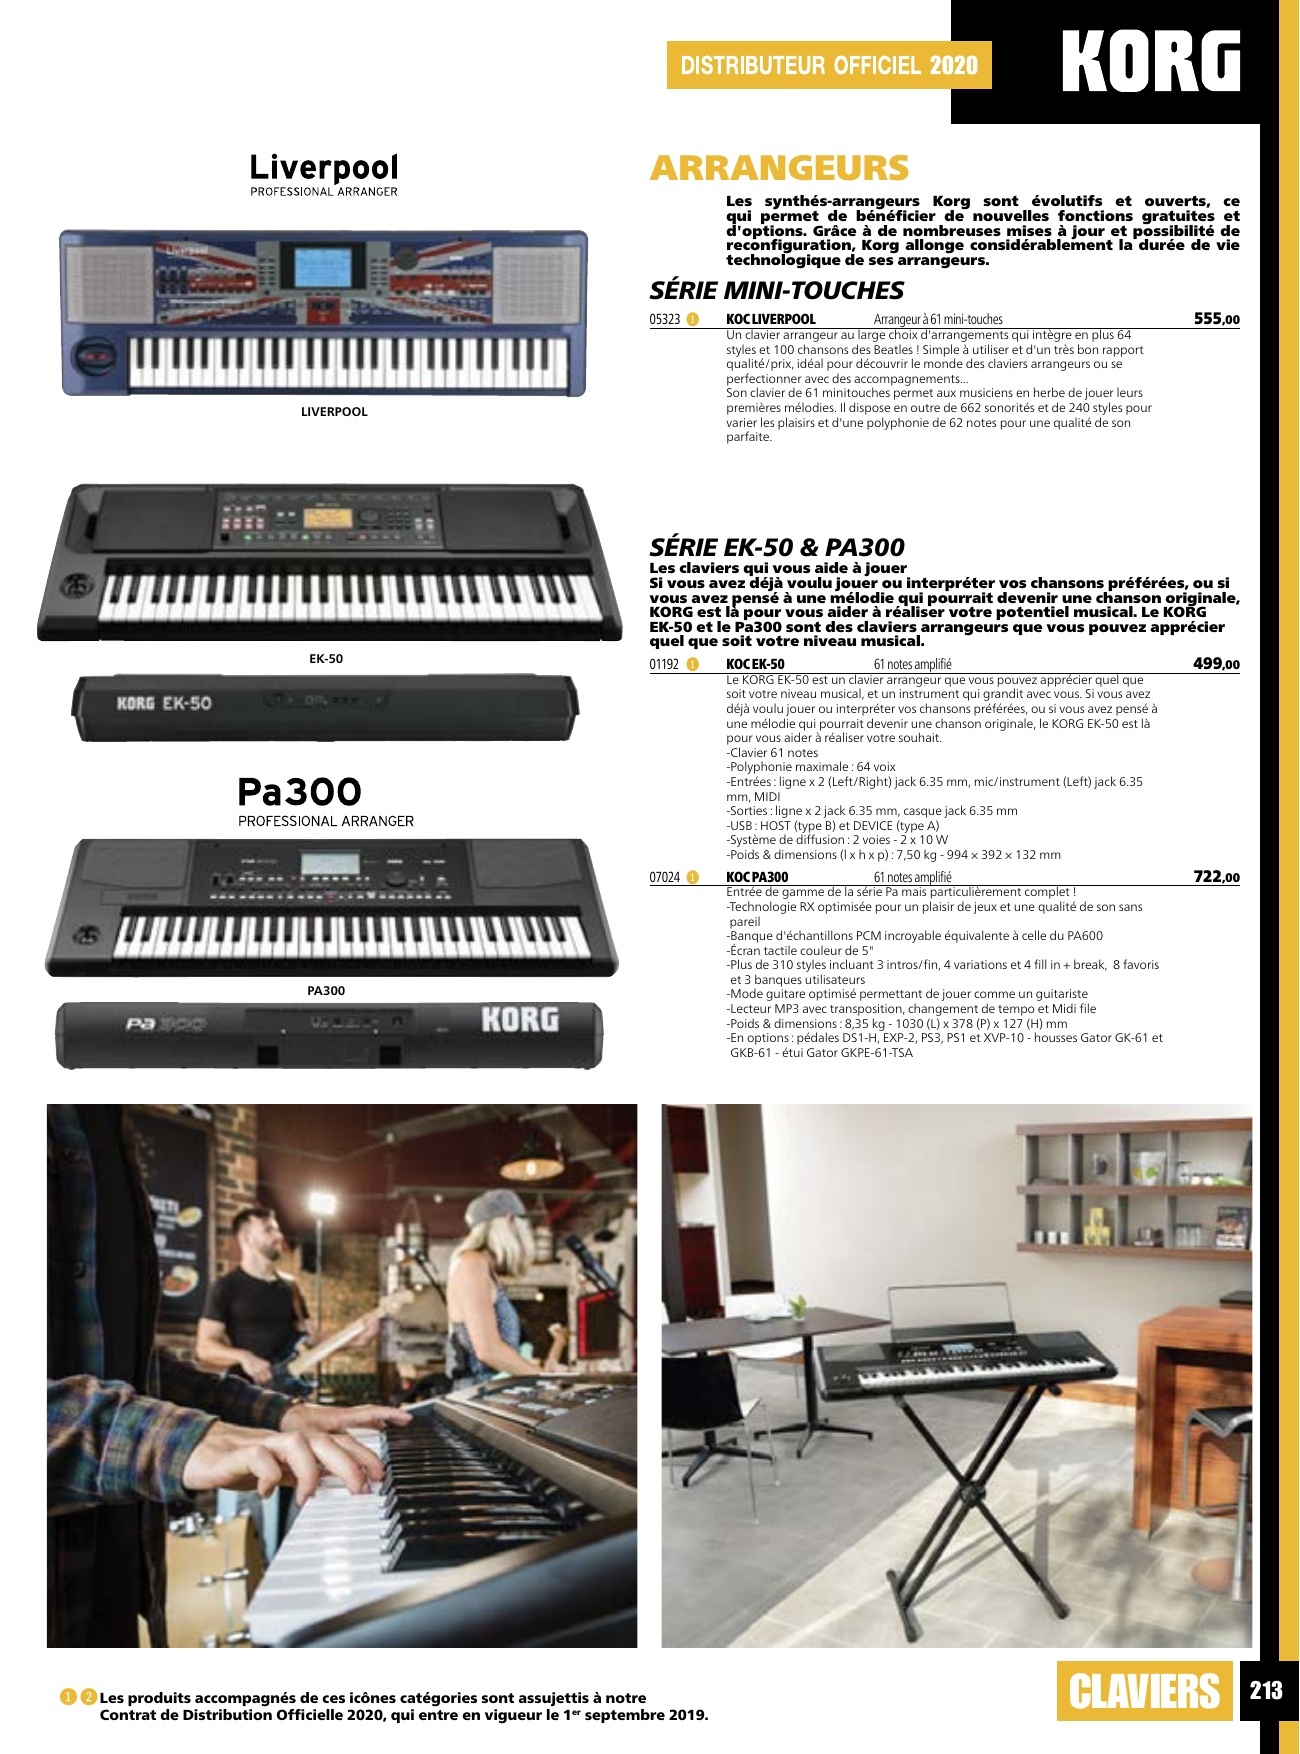 DISTRIBUTEUR OFFICIEL 2020
KORG
Liverpool
PROFESSIONAL ARRANGER
LIVERPOOL
EK-50
KORG EK-50
Pa300
PROFESSIONAL ARRANGER
PA300
Pa300
KORG
ARRANGEURS
Les synthés-arrangeurs Korg sont évolutifs et ouverts, ce
qui permet de bénéficier de nouvelles fonctions gratuites et
d'options. Grâce à de nombreuses mises à jour et possibilité de
reconfiguration, Korg allonge considérablement la durée de vie
technologique de ses arrangeurs.
SÉRIE MINI-TOUCHES
05323 1 KOCLIVERPOOL Arrangeur à 61 mini-touches 555,00
Un clavier arrangeur au large choix d'arrangements qui intègre en plus 64
styles et 100 chansons des Beatles ! Simple à utiliser et d'un très bon rapport
qualité/prix, idéal pour découvrir le monde des claviers arrangeurs ou se
perfectionner avec des accompagnements...
Son clavier de 61 minitouches permet aux musiciens en herbe de jouer leurs
premières mélodies. Il dispose en outre de 662 sonorités et de 240 styles pour
varier les plaisirs et d'une polyphonie de 62 notes pour une qualité de son
parfaite.
SÉRIE EK-50 & PA300
Les claviers qui vous aide à jouer
Si vous avez déjà voulu jouer ou interpréter vos chansons préférées, ou si
vous avez pensé à une mélodie qui pourrait devenir une chanson originale,
KORG est là pour vous aider à réaliser votre potentiel musical. Le KORG
EK-50 et le Pa300 sont des claviers arrangeurs que vous pouvez apprécier
quel que soit votre niveau musical.
01192 1 KOCEK-50 61 notes amplifié 499,00
Le KORG EK-50 est un clavier arrangeur que vous pouvez apprécier quel que
soit votre niveau musical, et un instrument qui grandit avec vous. Si vous avez
déjà voulu jouer ou interpréter vos chansons préférées, ou si vous avez pensé à
une mélodie qui pourrait devenir une chanson originale, le KORG EK-50 est là
pour vous aider à réaliser votre souhait.
-Clavier 61 notes
-Polyphonie maximale : 64 voix
-Entrées : ligne x 2 (Left/Right) jack 6.35 mm, mic/instrument (Left) jack 6.35
mm, MIDI
-Sorties : ligne x 2 jack 6.35 mm, casque jack 6.35 mm
-USB : HOST (type B) et DEVICE (type A)
-Système de diffusion : 2 voies - 2 x 10 W
-Poids & dimensions (l x h x p) : 7,50 kg - 994 × 392 × 132 mm
07024 1 KOCPA300 61 notes amplifié 722,00
Entrée de gamme de la série Pa mais particulièrement complet !
-Technologie RX optimisée pour un plaisir de jeux et une qualité de son sans
pareil
-Banque d'échantillons PCM incroyable équivalente à celle du PA600
-Écran tactile couleur de 5"
-Plus de 310 styles incluant 3 intros/fin, 4 variations et 4 fill in + break, 8 favoris
et 3 banques utilisateurs
-Mode guitare optimisé permettant de jouer comme un guitariste
-Lecteur MP3 avec transposition, changement de tempo et Midi file
-Poids & dimensions : 8,35 kg - 1030 (L) x 378 (P) x 127 (H) mm
-En options : pédales DS1-H, EXP-2, PS3, PS1 et XVP-10 - housses Gator GK-61 et
GKB-61 - étui Gator GKPE-61-TSA
1 2 Les produits accompagnés de ces icônes catégories sont assujettis à notre
Contrat de Distribution Officielle 2020, qui entre en vigueur le 1er septembre 2019.
CLAVIERS 213